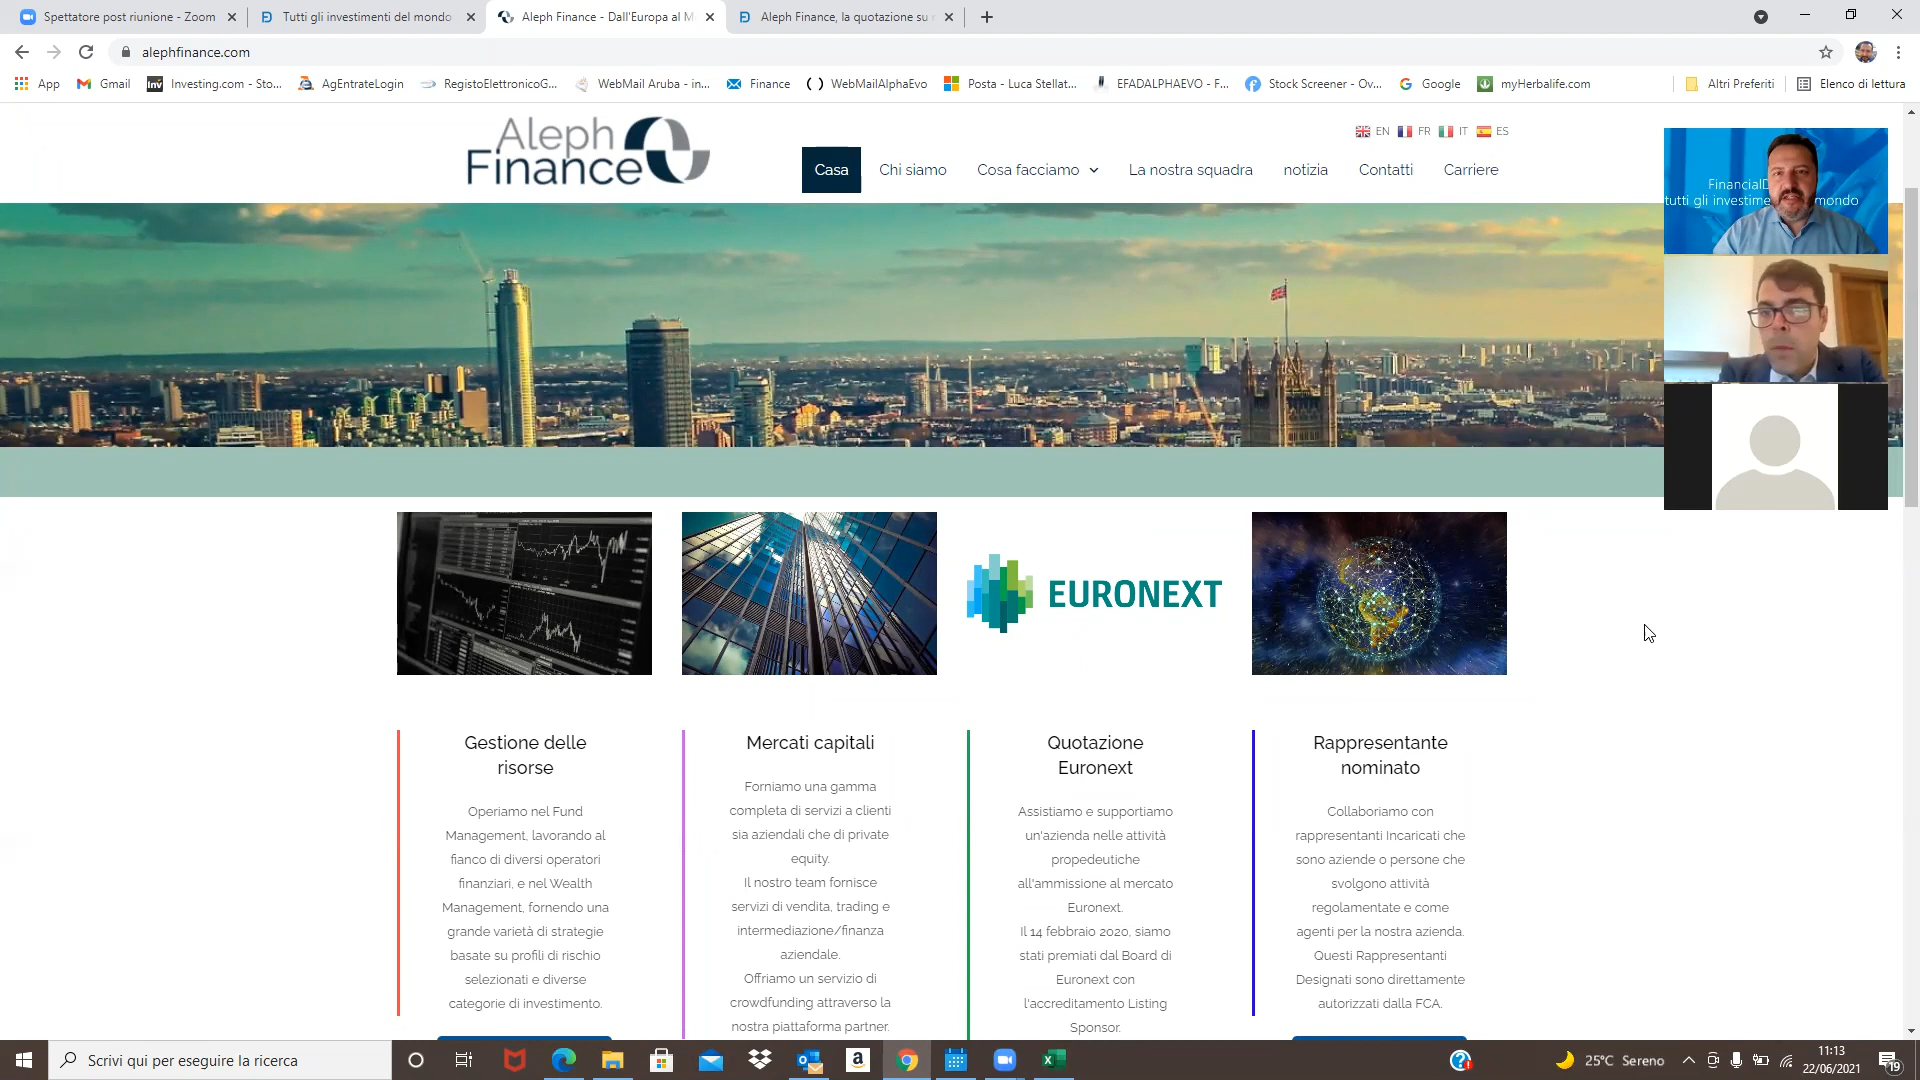 Spettatore post riunione - Zoom
Tutti gli investimenti del mondo
Aleph Finance - Dall'Europa al M
Aleph Finance, la quotazione su
alephfinance.com
App
Gmail
Investing.com - Sto...
AgEntrateLogin
RegistoElettronicoG...
WebMail Aruba - in...
Finance
WebMailAlphaEvo
Posta - Luca Stellat...
EFADALPHAEVO - F...
Stock Screener - Ov...
Google
myHerbalife.com
Altri Preferiti
Elenco di lettura
Aleph
Finance
EN FR IT ES
Casa
Chi siamo
Cosa facciamo
La nostra squadra
notizia
Contatti
Carriere
FinancialD
tutti gli investime mondo
EURONEXT
Gestione delle
risorse
Operiamo nel Fund
Management, lavorando al
fianco di diversi operatori
finanziari, e nel Wealth
Management, fornendo una
grande varietà di strategie
basate su profili di rischio
selezionati e diverse
categorie di investimento.
Mercati capitali
Forniamo una gamma
completa di servizi a clienti
sia aziendali che di private
equity.
Il nostro team fornisce
servizi di vendita, trading e
intermediazione/finanza
aziendale.
Offriamo un servizio di
crowdfunding attraverso la
nostra piattaforma partner.
Quotazione
Euronext
Assistiamo e supportiamo
un'azienda nelle attività
propedeutiche
all'ammissione al mercato
Euronext.
Il 14 febbraio 2020, siamo
stati premiati dal Board di
Euronext con
l'accreditamento Listing
Sponsor.
Rappresentante
nominato
Collaboriamo con
rappresentanti Incaricati che
sono aziende o persone che
svolgono attività
regolamentate e come
agenti per la nostra azienda.
Questi Rappresentanti
Designati sono direttamente
autorizzati dalla FCA.
Scrivi qui per eseguire la ricerca
25°C Sereno
11:13
22/06/2021
19